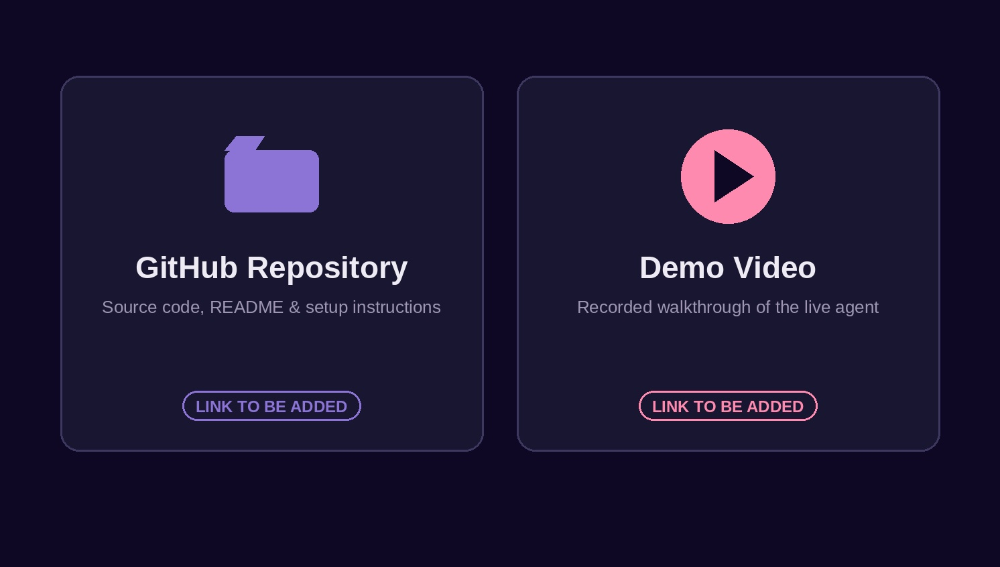 GitHub Repository
Source code, README & setup instructions
LINK TO BE ADDED
Demo Video
Recorded walkthrough of the live agent
LINK TO BE ADDED